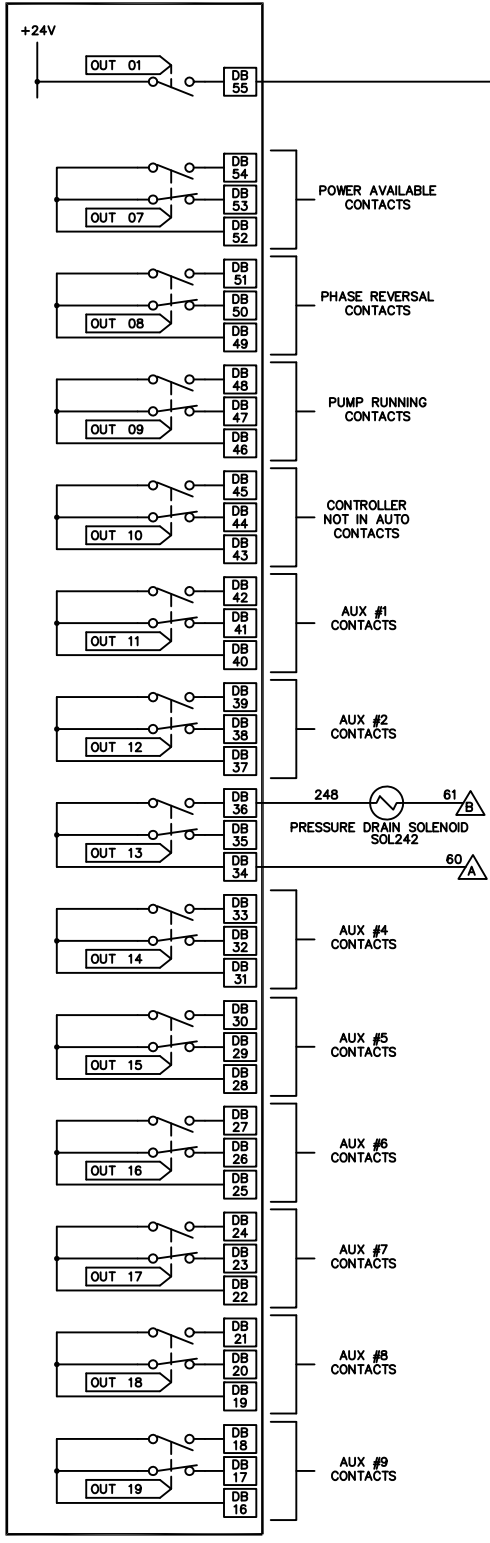 +24V
OUT 01
DB
55
DB
54
DB
53
OUT 07
DB
52
POWER AVAILABLE
CONTACTS
DB
51
DB
50
OUT 08
DB
49
PHASE REVERSAL
CONTACTS
DB
48
DB
47
OUT 09
DB
46
PUMP RUNNING
CONTACTS
DB
45
DB
44
OUT 10
DB
43
CONTROLLER
NOT IN AUTO
CONTACTS
DB
42
DB
41
OUT 11
DB
40
AUX #1
CONTACTS
DB
39
DB
38
OUT 12
DB
37
AUX #2
CONTACTS
DB
36
248
61
B
PRESSURE DRAIN SOLENOID
SOL242
DB
35
OUT 13
DB
34
60
A
DB
33
DB
32
OUT 14
DB
31
AUX #4
CONTACTS
DB
30
DB
29
OUT 15
DB
28
AUX #5
CONTACTS
DB
27
DB
26
OUT 16
DB
25
AUX #6
CONTACTS
DB
24
DB
23
OUT 17
DB
22
AUX #7
CONTACTS
DB
21
DB
20
OUT 18
DB
19
AUX #8
CONTACTS
DB
18
DB
17
OUT 19
DB
16
AUX #9
CONTACTS